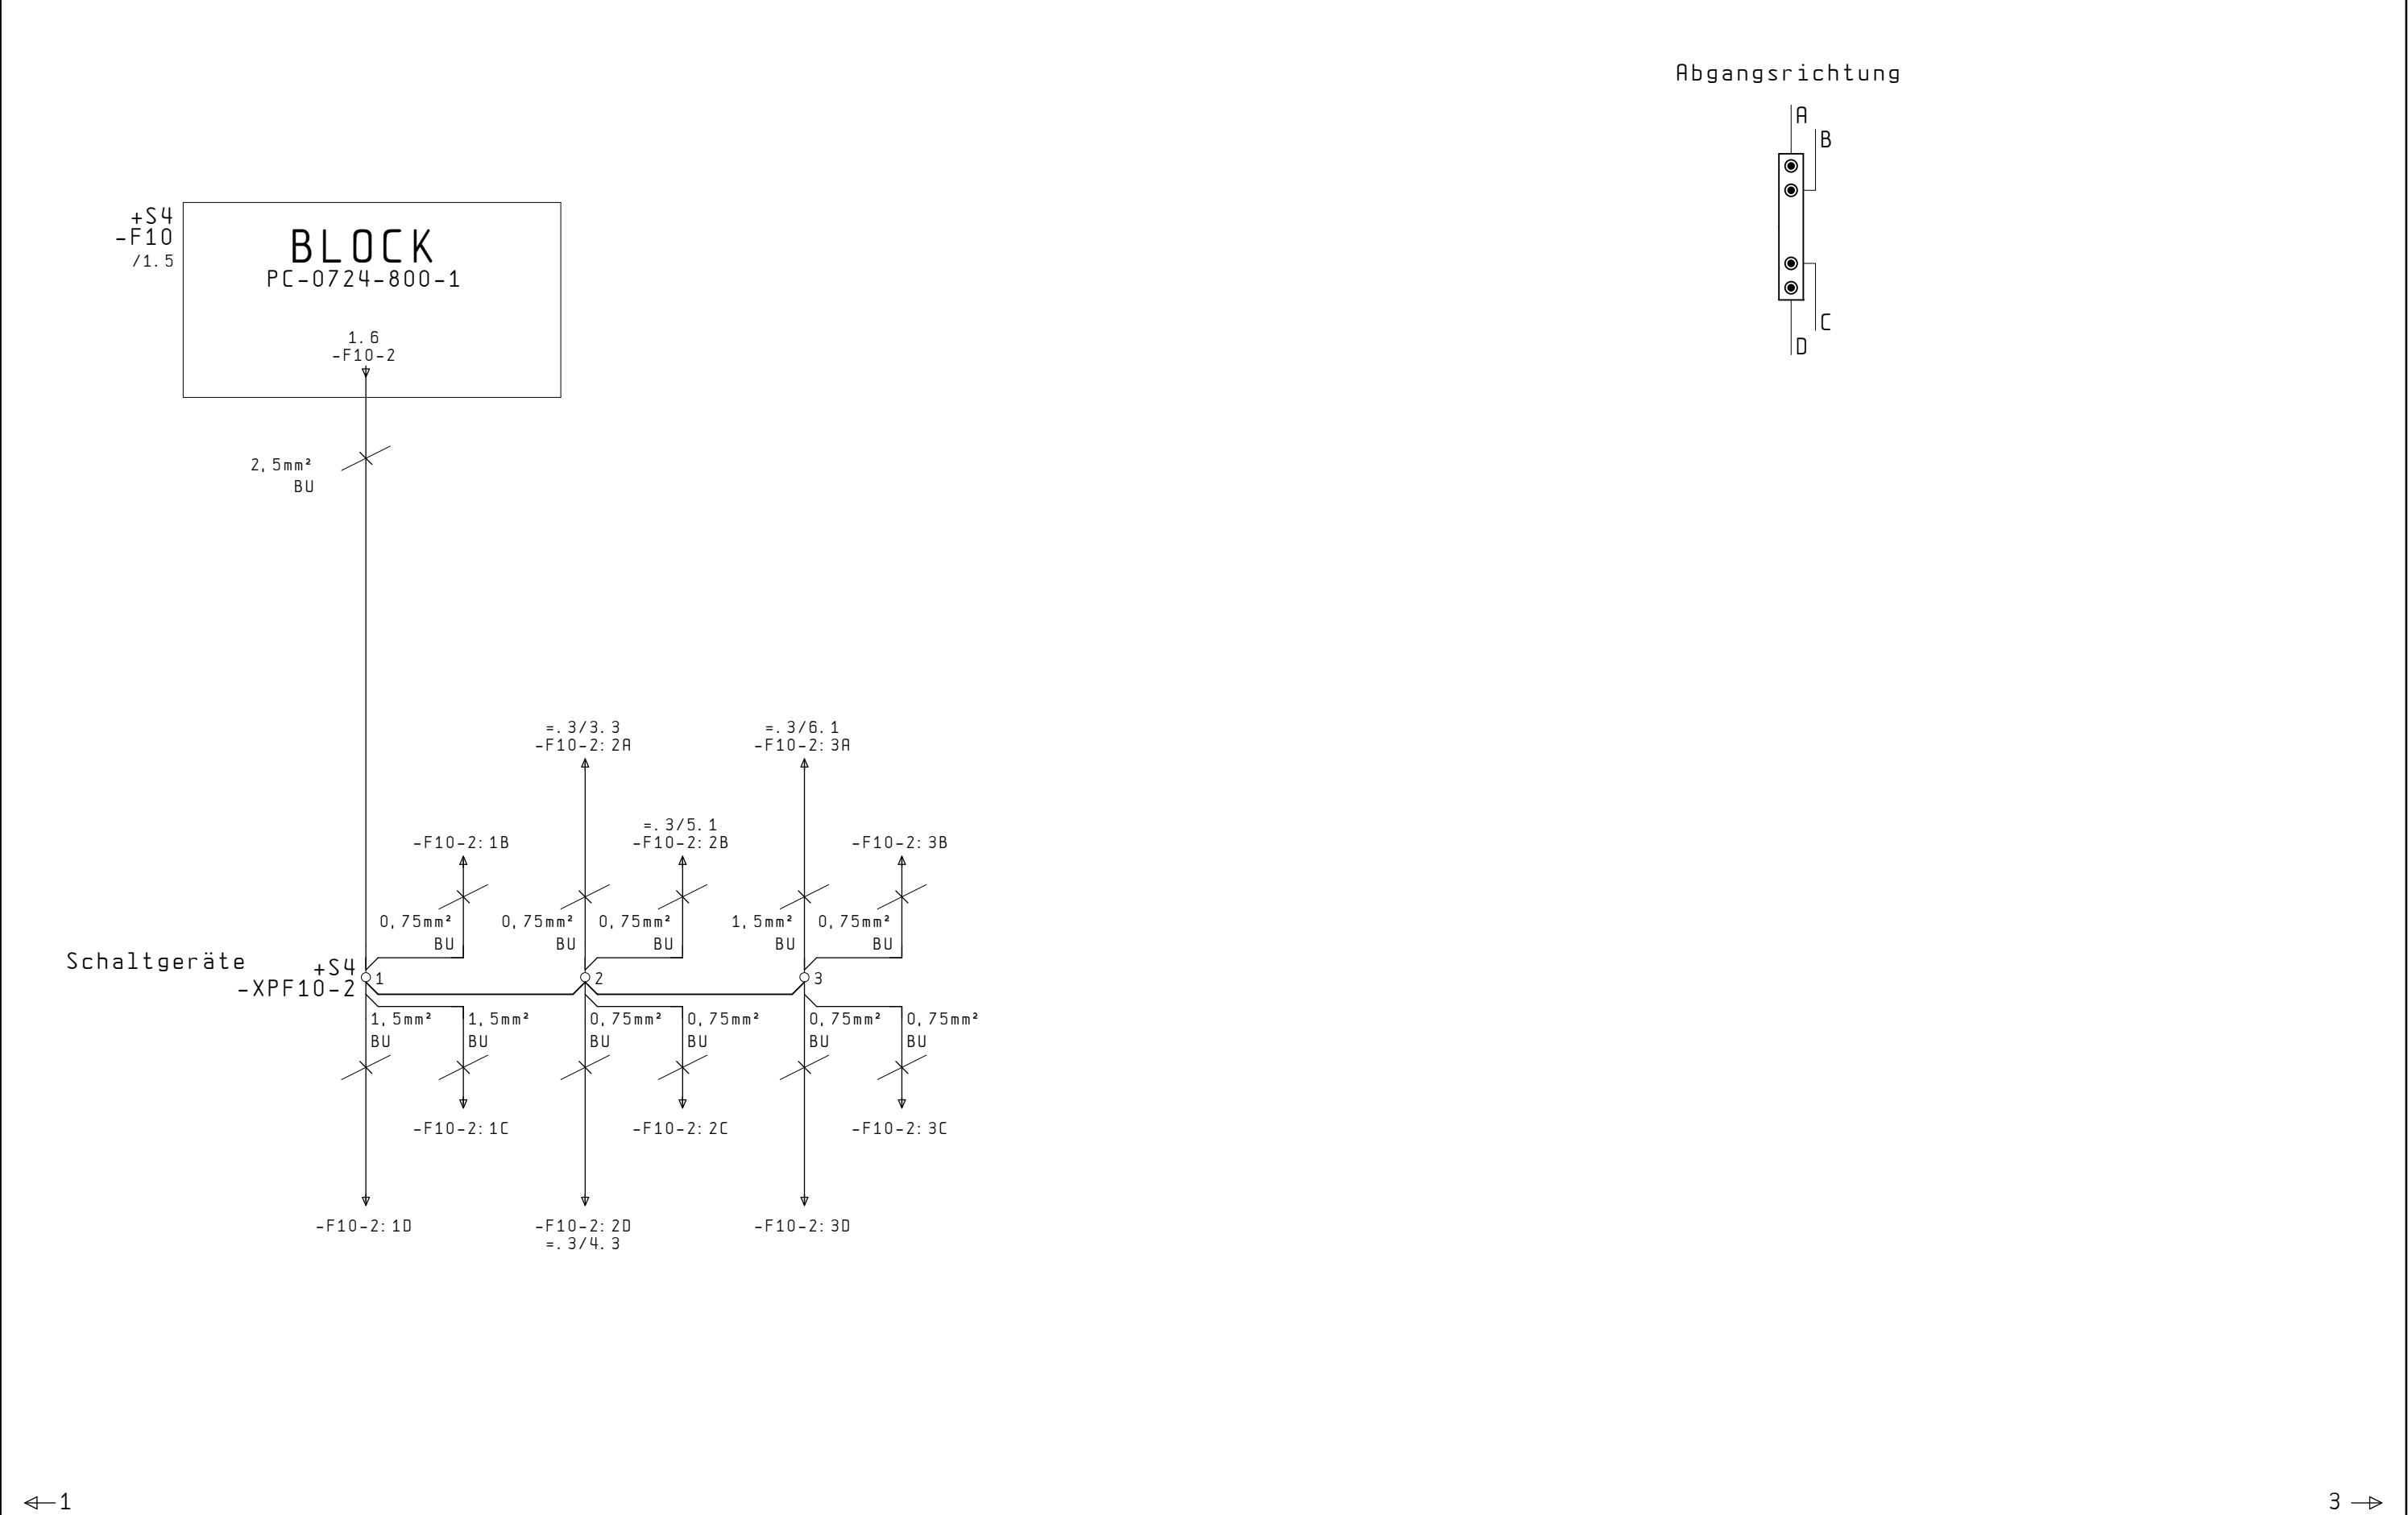 Abgangsrichtung
A
B
C
D
+S4
-F10
/1.5
BLOCK
PC-0724-800-1
1.6
-F10-2
2,5mm²
BU
=.3/3.3
-F10-2:2A
=.3/6.1
-F10-2:3A
-F10-2:1B
=.3/5.1
-F10-2:2B
-F10-2:3B
0,75mm²
BU
0,75mm²
BU
0,75mm²
BU
1,5mm²
BU
0,75mm²
BU
Schaltgeräte
+S4
-XPF10-2
1
2
3
1,5mm²
BU
1,5mm²
BU
0,75mm²
BU
0,75mm²
BU
0,75mm²
BU
0,75mm²
BU
-F10-2:1C
-F10-2:2C
-F10-2:3C
-F10-2:1D
-F10-2:2D
=.3/4.3
-F10-2:3D
1
3